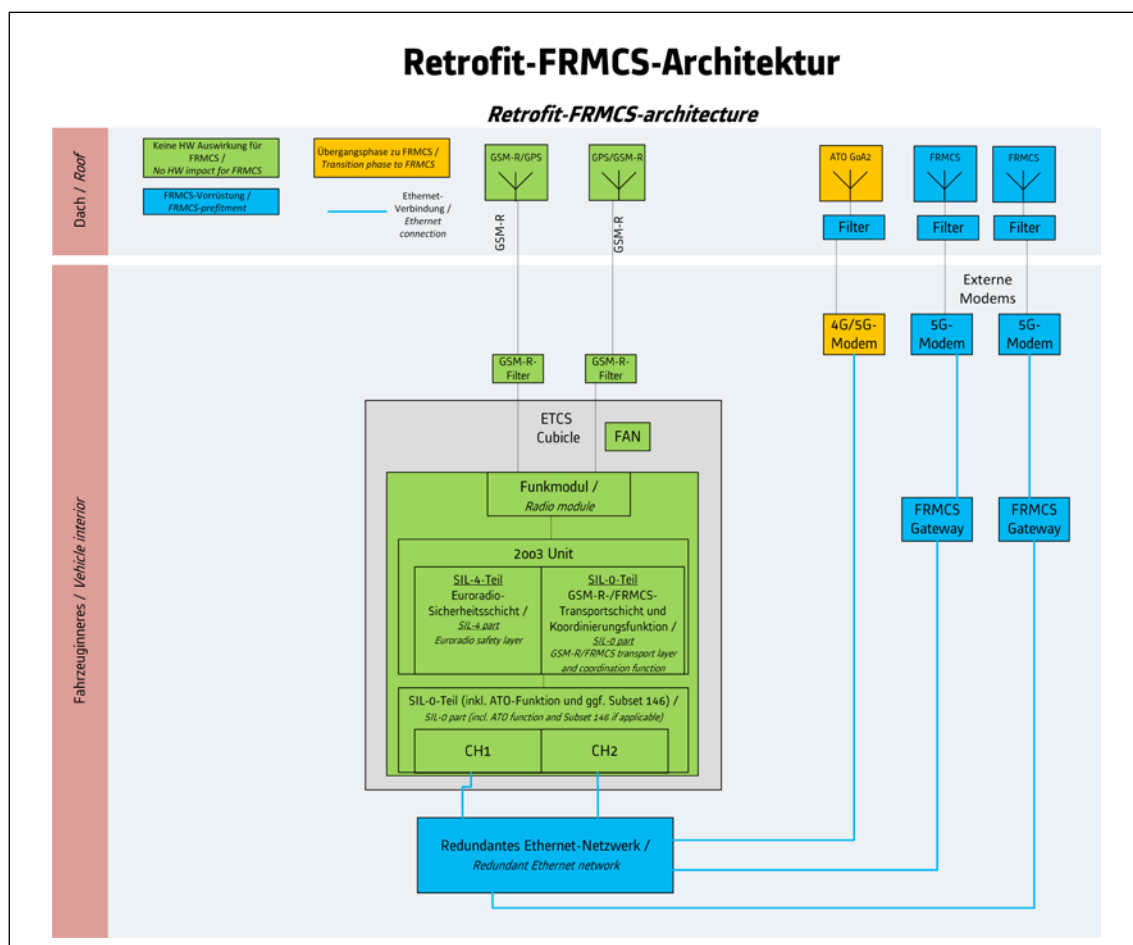 Retrofit-FRMCS-Architektur
Retrofit-FRMCS-architecture
Dach / Roof
Keine HW Auswirkung für
FRMCS /
No HW impact for FRMCS
Übergangsphase zu FRMCS /
Transition phase to FRMCS
FRMCS-Vorrüstung /
FRMCS-prefitment
Ethernet-
Verbindung /
Ethernet
connection
GSM-R/GPS
GPS/GSM-R
ATO GoA2
FRMCS
FRMCS
GSM-R
GSM-R
Filter
Filter
Filter
Fahrzeuginneres / Vehicle interior
Externe
Modems
4G/5G-
Modem
5G-
Modem
5G-
Modem
GSM-R-
Filter
GSM-R-
Filter
ETCS
Cubicle
FAN
Funkmodul /
Radio module
FRMCS
Gateway
FRMCS
Gateway
2oo3 Unit
SIL-4-Teil
Euroradio-
Sicherheitsschicht /
SIL-4 part
Euroradio safety layer
SIL-0-Teil
GSM-R-/FRMCS-
Transportschicht und
Koordinierungsfunktion /
SIL-0 part
GSM-R/FRMCS transport layer
and coordination function
SIL-0-Teil (inkl. ATO-Funktion und ggf. Subset 146) /
SIL-0 part (incl. ATO function and Subset 146 if applicable)
CH1
CH2
Redundantes Ethernet-Netzwerk /
Redundant Ethernet network